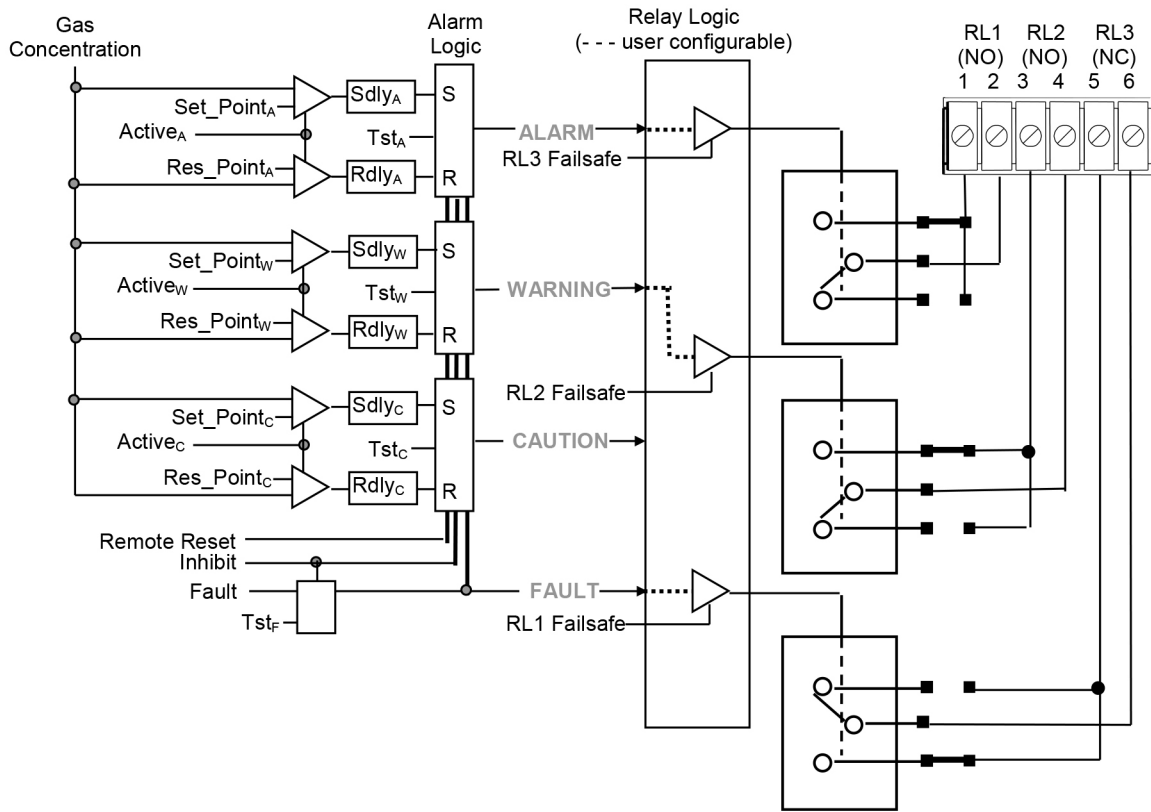 Gas
Concentration
Alarm
Logic
Relay Logic
(- - - user configurable)
RL1 RL2 RL3
(NO) (NO) (NC)
1 2 3 4 5 6
Set_PointA
SdlyA
S
ActiveA
TstA
ALARM
RL3 Failsafe
Res_PointA
RdlyA
R
Set_PointW
SdlyW
S
ActiveW
TstW
WARNING
Res_PointW
RdlyW
R
RL2 Failsafe
Set_PointC
SdlyC
S
ActiveC
TstC
CAUTION
Res_PointC
RdlyC
R
Remote Reset
Inhibit
Fault
FAULT
TstF
RL1 Failsafe